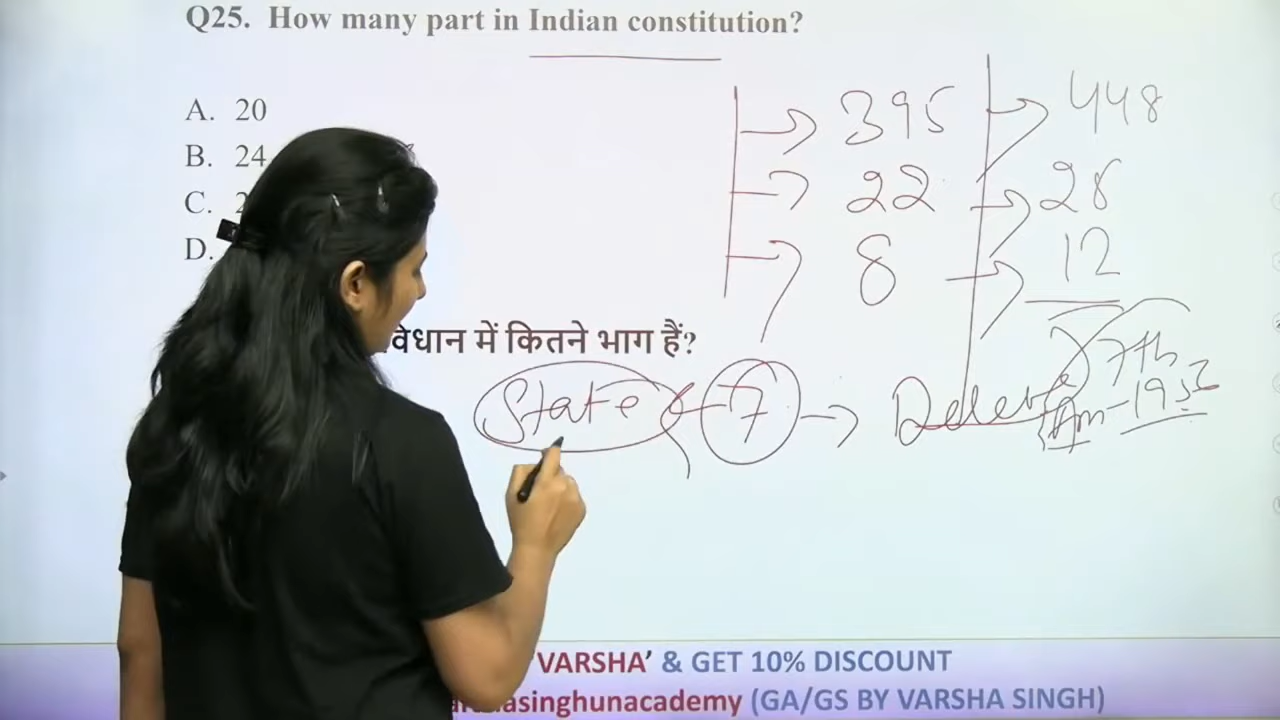 Q25. How many part in Indian constitution?
A. 20
B. 24
C. 2
D.
395
22
8
448
28
12
वेधान में कितने भाग हैं?
State
7
Delete
7th
Am-1956
'VARSHA' & GET 10% DISCOUNT
singhunacademy (GA/GS BY VARSHA SINGH)